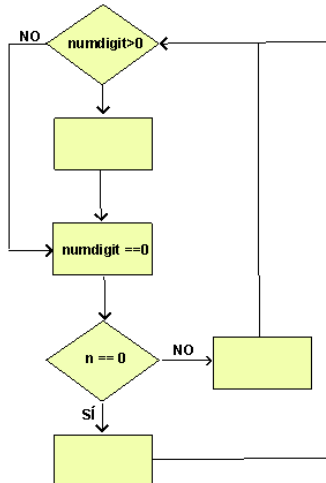 numdigit>0
NO
numdigit ==0
n == 0
NO
SÍ